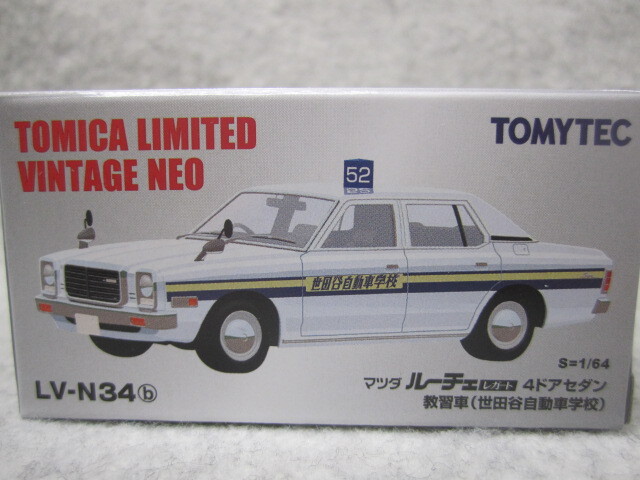 TOMICA LIMITED
VINTAGE NEO
TOMYTEC
52
世田谷自動車学校
S=1/64
LV-N34ⓑ
マツダ ルーチェ レガート 4ドアセダン
教習車(世田谷自動車学校)